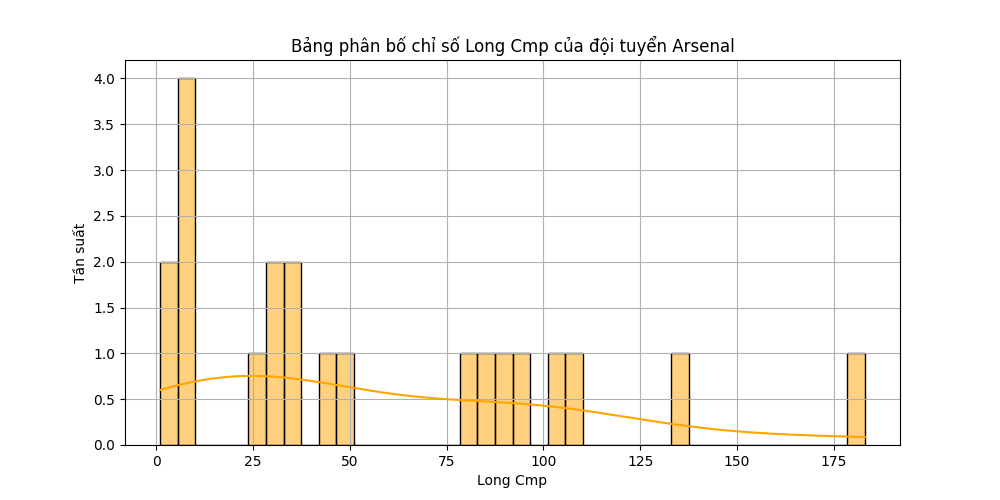 Bảng phân bố chỉ số Long Cmp của đội tuyển Arsenal
Tần suất
4.0
3.5
3.0
2.5
2.0
1.5
1.0
0.5
0.0
0 25 50 75 100 125 150 175
Long Cmp